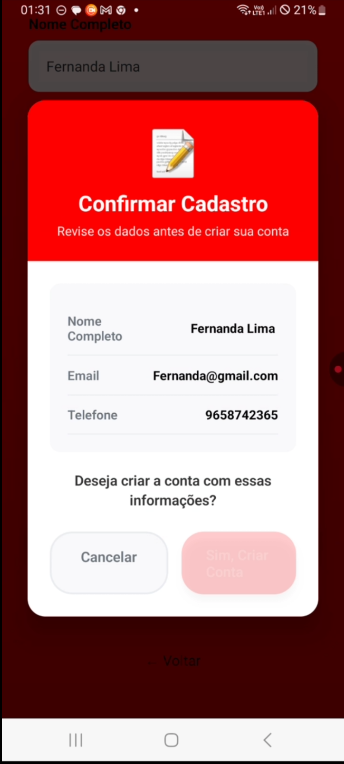 01:31
Vo))
LTE1
21%
Nome Completo
Fernanda Lima
Confirmar Cadastro
Revise os dados antes de criar sua conta
Nome
Completo
Fernanda Lima
Email
Fernanda@gmail.com
Telefone
9658742365
Deseja criar a conta com essas
informações?
Cancelar
Sim, Criar
Conta
← Voltar